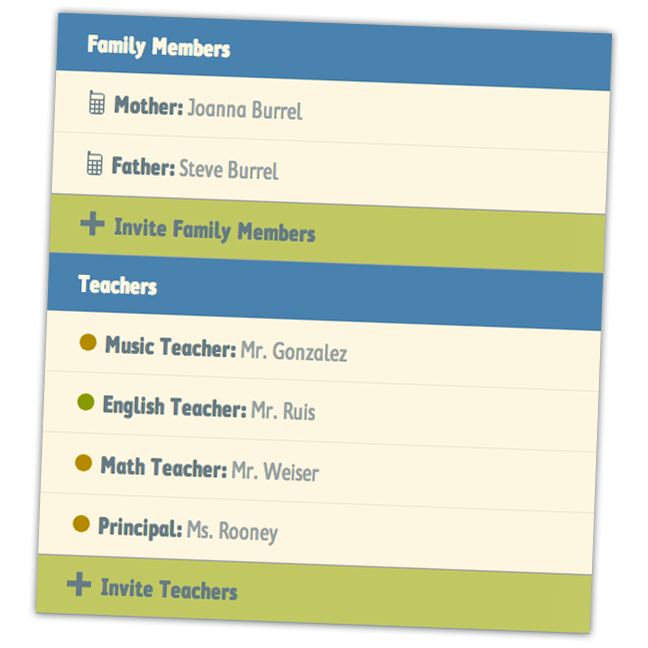 Family Members
Mother: Joanna Burrel
Father: Steve Burrel
Invite Family Members
Teachers
Music Teacher: Mr. Gonzalez
English Teacher: Mr. Ruis
Math Teacher: Mr. Weiser
Principal: Ms. Rooney
Invite Teachers